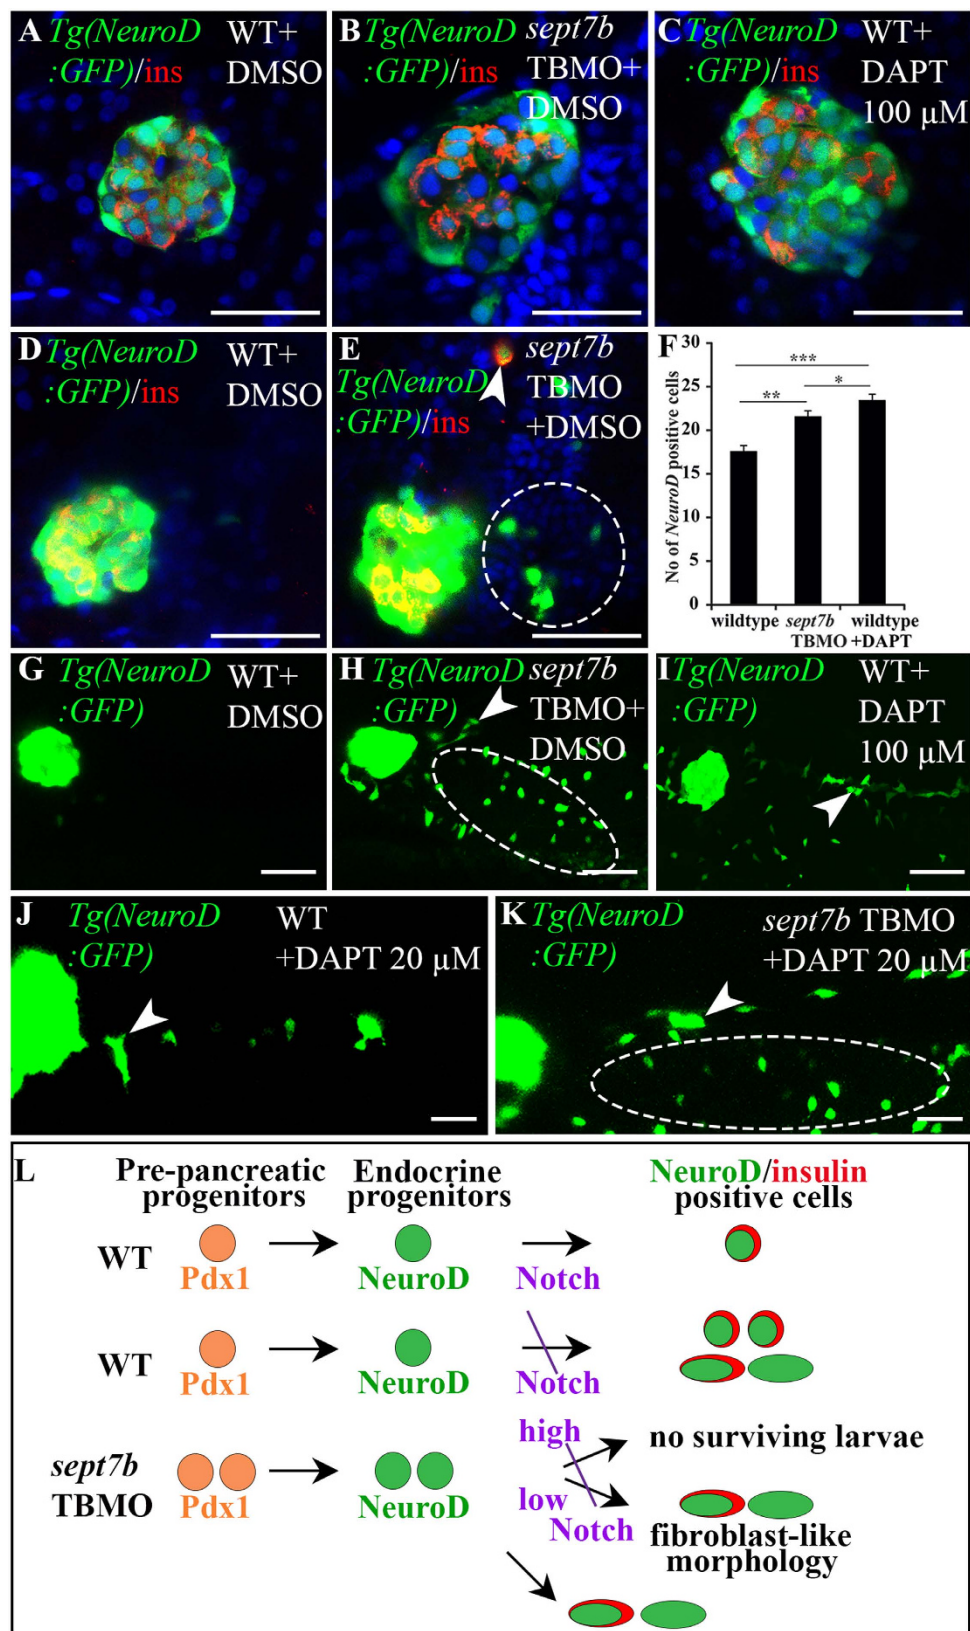 A Tg(NeuroD WT+
:GFP)/ins DMSO
B Tg(NeuroD sept7b
:GFP)/ins TBMO+
DMSO
C Tg(NeuroD WT+
:GFP)/ins DAPT
100 µM
D Tg(NeuroD WT+
:GFP)/ins DMSO
E sept7b
Tg(NeuroD TBMO
:GFP)/ins +DMSO
F
No of NeuroD positive cells
30
25
20
15
10
5
0
***
**
*
wildtype sept7b wildtype
TBMO +DAPT
G Tg(NeuroD WT+
:GFP) DMSO
H Tg(NeuroD sept7b
:GFP) TBMO+
DMSO
I Tg(NeuroD WT+
:GFP) DAPT
100 µM
J Tg(NeuroD WT
:GFP) +DAPT 20 µM
K Tg(NeuroD sept7b TBMO
:GFP) +DAPT 20 µM
L Pre-pancreatic Endocrine NeuroD/insulin
progenitors progenitors positive cells
WT
Pdx1 NeuroD Notch
WT
Pdx1 NeuroD Notch
high no surviving larvae
sept7b
TBMO low
Pdx1 NeuroD Notch
fibroblast-like
morphology